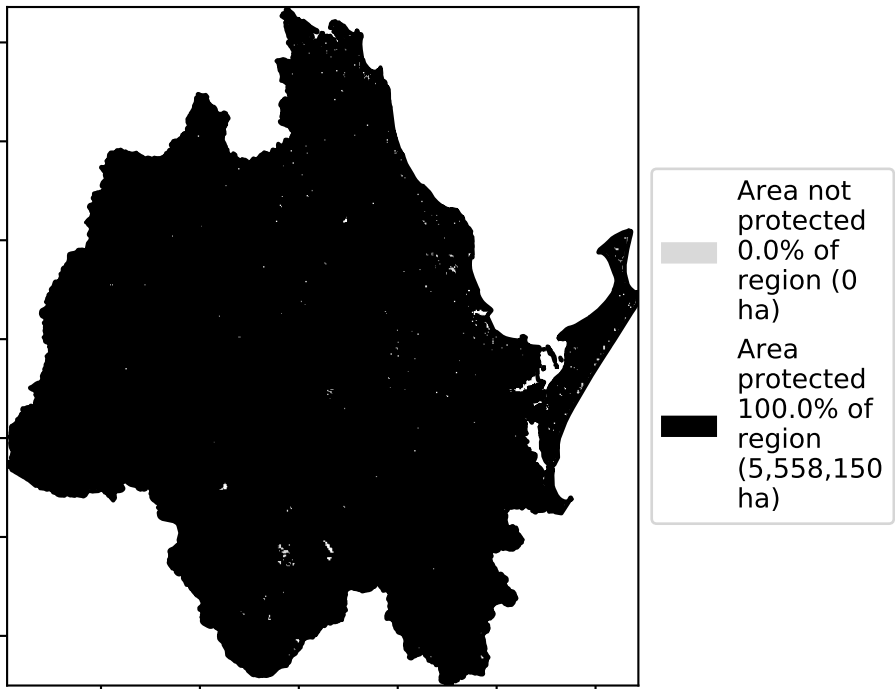 Area not
protected
0.0% of
region (0
ha)
Area
protected
100.0% of
region
(5,558,150
ha)